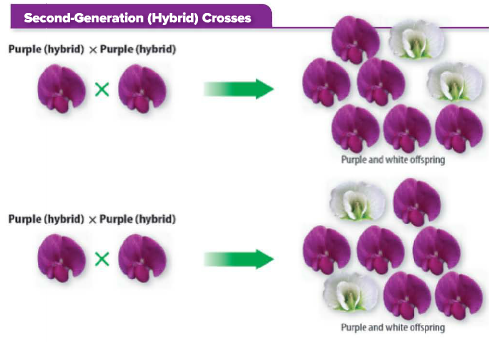 Second-Generation (Hybrid) Crosses
Purple (hybrid) × Purple (hybrid)
×
Purple and white offspring
Purple (hybrid) × Purple (hybrid)
×
Purple and white offspring